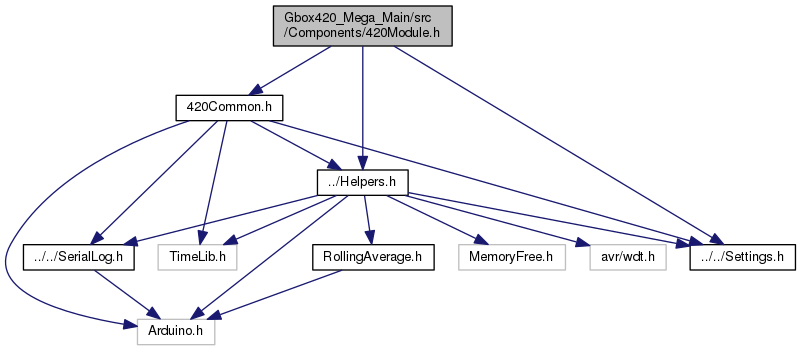 Gbox420_Mega_Main/src
/Components/420Module.h
420Common.h
../Helpers.h
../../SerialLog.h
TimeLib.h
RollingAverage.h
MemoryFree.h
avr/wdt.h
../../Settings.h
Arduino.h